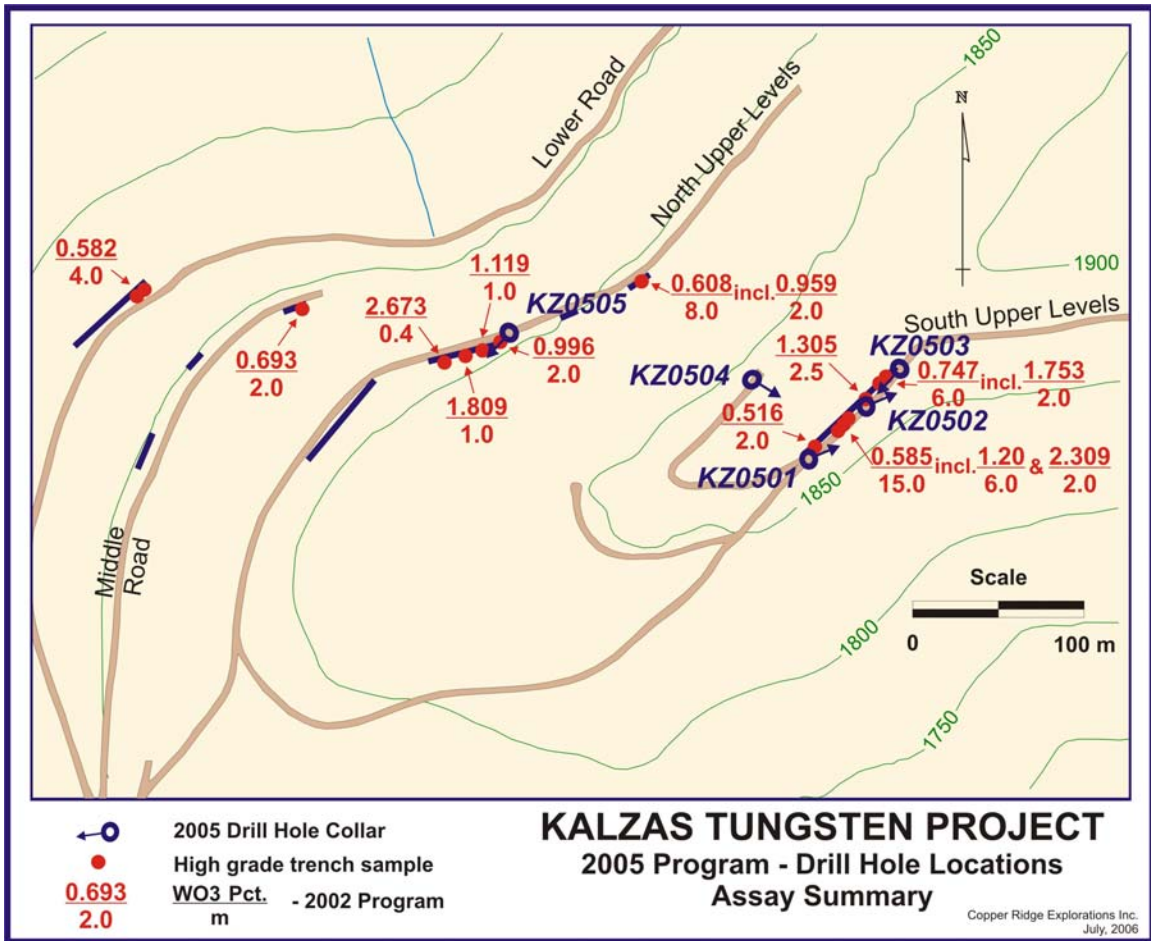 1850
N
Lower Road
North Upper Levels
1900
0.582
4.0
1.119
1.0
KZ0505
0.608 incl. 0.959
8.0 2.0
South Upper Levels
2.673
0.4
0.693
2.0
0.996
2.0
1.809
1.0
KZ0504
1.305
2.5
KZ0503
0.747 incl. 1.753
6.0 2.0
0.516
2.0
KZ0502
KZ0501
1850
0.585 incl. 1.20 & 2.309
15.0 6.0 2.0
Middle
Road
Scale
0 100 m
1800
1750
2005 Drill Hole Collar
High grade trench sample
0.693 WO3 Pct. - 2002 Program
2.0 m
KALZAS TUNGSTEN PROJECT
2005 Program - Drill Hole Locations
Assay Summary
Copper Ridge Explorations Inc.
July, 2006